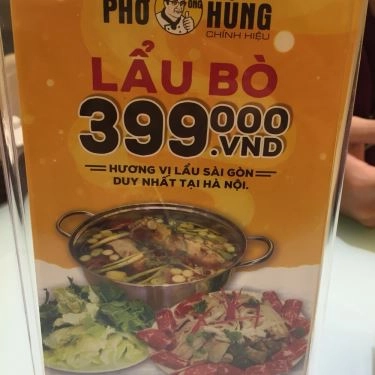 PHỞ ÔNG HÙNG
CHÍNH HIỆU
LẨU BÒ
399.000 .VND
HƯƠNG VỊ LẨU SÀI GÒN
DUY NHẤT TẠI HÀ NỘI.